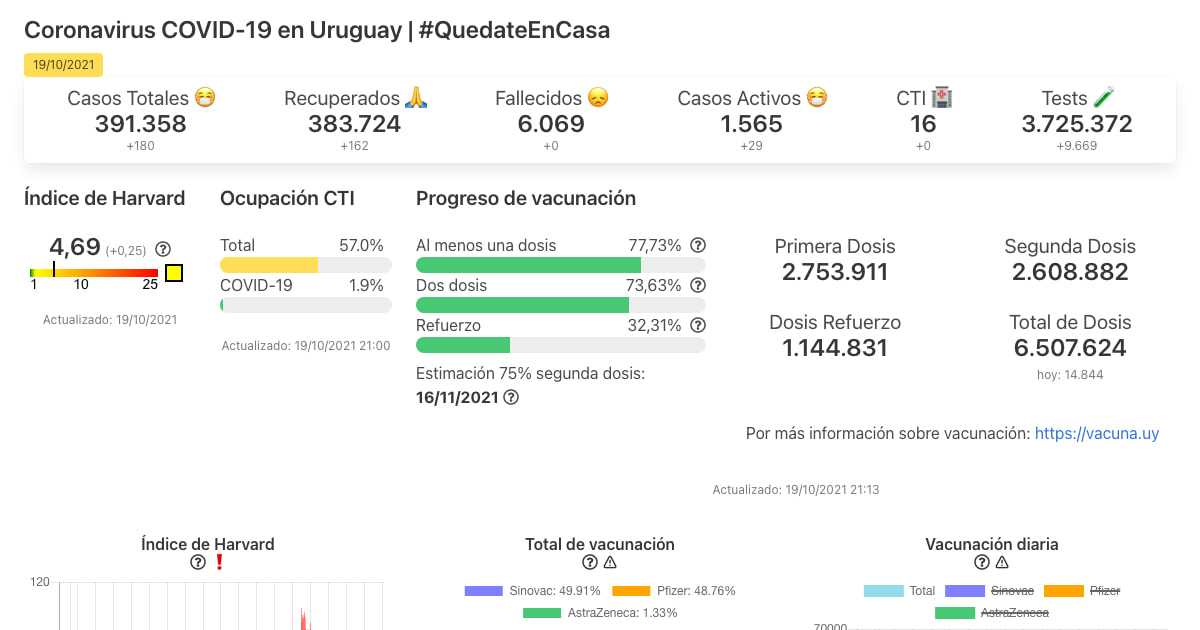 Coronavirus COVID-19 en Uruguay | #QuedateEnCasa
19/10/2021
Casos Totales 😷 Recuperados 🙏 Fallecidos 😞 Casos Activos 😷 CTI 🏥 Tests 🧪
391.358 383.724 6.069 1.565 16 3.725.372
+180 +162 +0 +29 +0 +9.669
Índice de Harvard Ocupación CTI Progreso de vacunación
4,69 (+0,25)
1 10 25
Actualizado: 19/10/2021
Total 57.0%
COVID-19 1.9%
Actualizado: 19/10/2021 21:00
Al menos una dosis 77,73%
Dos dosis 73,63%
Refuerzo 32,31%
Estimación 75% segunda dosis:
16/11/2021
Primera Dosis Segunda Dosis
2.753.911 2.608.882
Dosis Refuerzo Total de Dosis
1.144.831 6.507.624
hoy: 14.844
Por más información sobre vacunación: https://vacuna.uy
Actualizado: 19/10/2021 21:13
Índice de Harvard
120
Total de vacunación
Sinovac: 49.91% Pfizer: 48.76%
AstraZeneca: 1.33%
Vacunación diaria
Total Sinovac Pfizer
AstraZeneca
70000